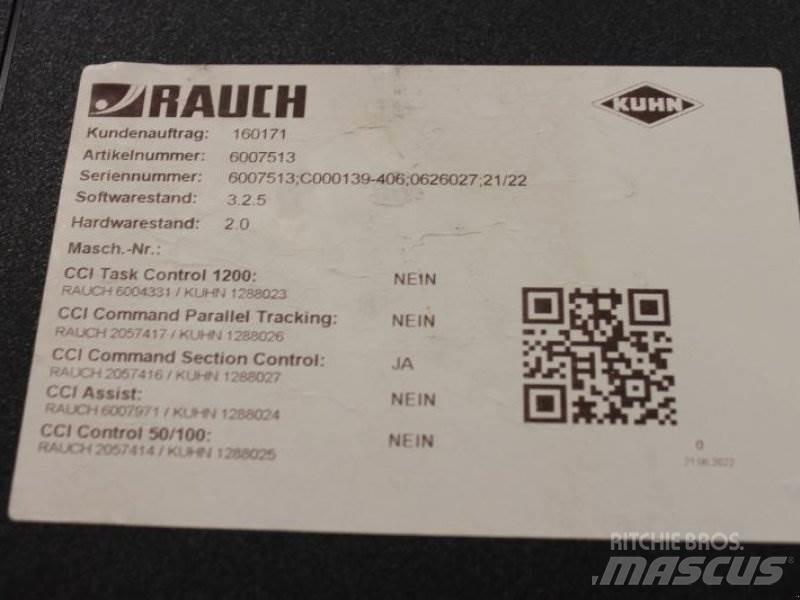 RAUCH
KUHN
Kundenauftrag: 160171
Artikelnummer: 6007513
Seriennummer: 6007513;C000139-406;0626027;21/22
Softwarestand: 3.2.5
Hardwarestand: 2.0
Masch.-Nr.:
CCI Task Control 1200: NEIN
RAUCH 6004331 / KUHN 1288023
CCI Command Parallel Tracking: NEIN
RAUCH 2057417 / KUHN 1288026
CCI Command Section Control: JA
RAUCH 2057416 / KUHN 1288027
CCI Assist: NEIN
RAUCH 6007971 / KUHN 1288024
CCI Control 50/100: NEIN
RAUCH 2057414 / KUHN 1288025
0
21.06.2022
RITCHIE BROS.
MASCUS